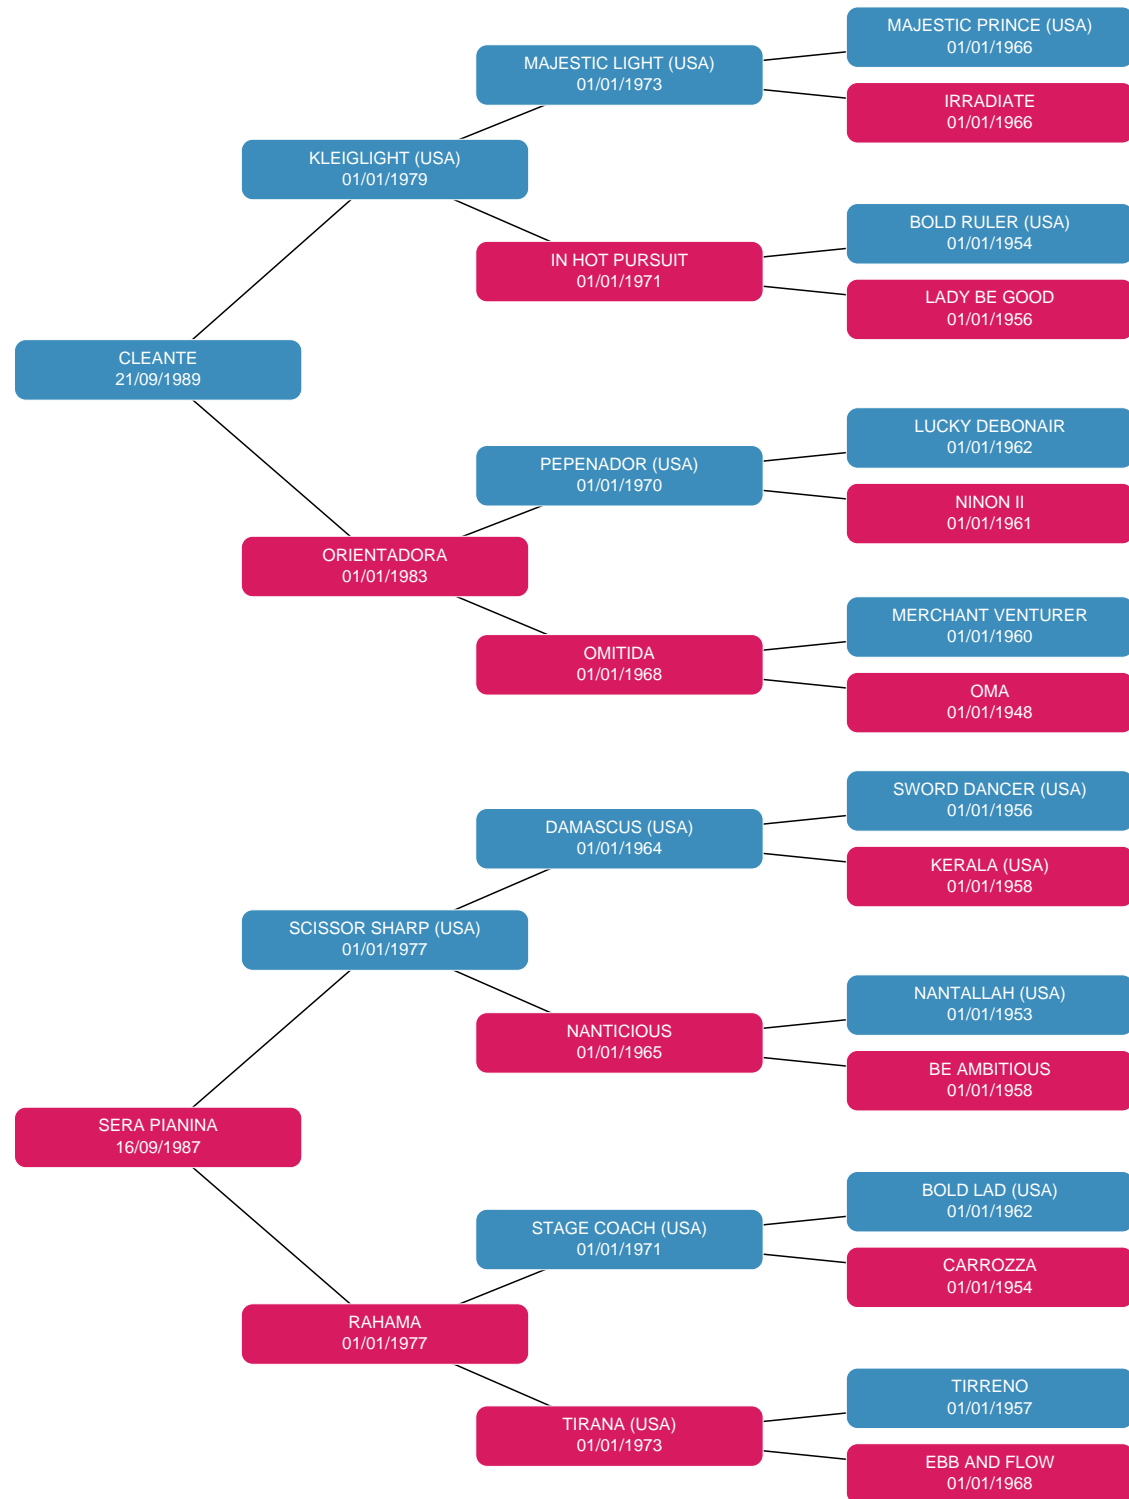 MAJESTIC PRINCE (USA)
01/01/1966
MAJESTIC LIGHT (USA)
01/01/1973
IRRADIATE
01/01/1966
KLEIGLIGHT (USA)
01/01/1979
BOLD RULER (USA)
01/01/1954
IN HOT PURSUIT
01/01/1971
LADY BE GOOD
01/01/1956
CLEANTE
21/09/1989
LUCKY DEBONAIR
01/01/1962
PEPENADOR (USA)
01/01/1970
NINON II
01/01/1961
ORIENTADORA
01/01/1983
MERCHANT VENTURER
01/01/1960
OMITIDA
01/01/1968
OMA
01/01/1948
SWORD DANCER (USA)
01/01/1956
DAMASCUS (USA)
01/01/1964
KERALA (USA)
01/01/1958
SCISSOR SHARP (USA)
01/01/1977
NANTALLAH (USA)
01/01/1953
NANTICIOUS
01/01/1965
BE AMBITIOUS
01/01/1958
SERA PIANINA
16/09/1987
BOLD LAD (USA)
01/01/1962
STAGE COACH (USA)
01/01/1971
CARROZZA
01/01/1954
RAHAMA
01/01/1977
TIRRENO
01/01/1957
TIRANA (USA)
01/01/1973
EBB AND FLOW
01/01/1968